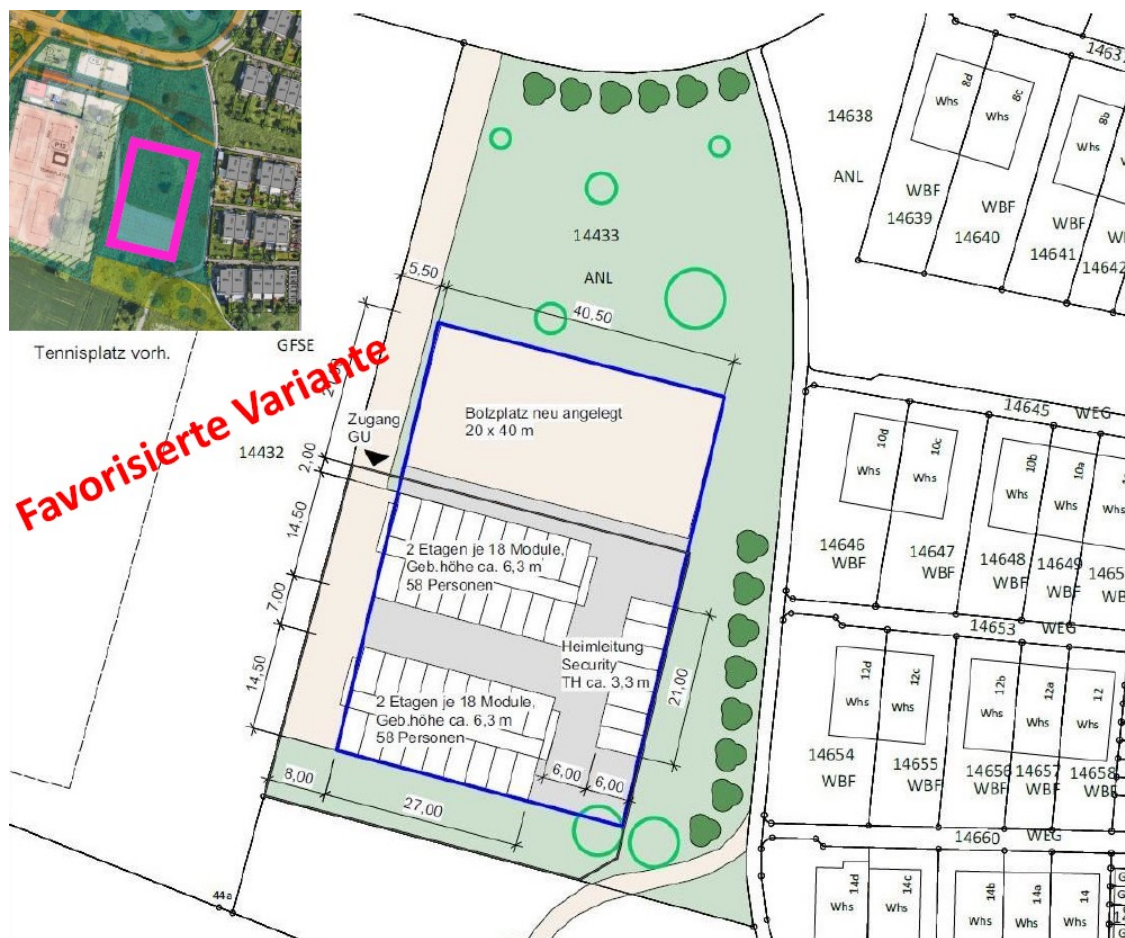 Favorisierte Variante
Tennisplatz vorh.
GFSE
14432
Zugang
GU
5,50
40,50
2,00
14,50
7,00
14,50
8,00
27,00
6,00
6,00
21,00
14433
ANL
Bolzplatz neu angelegt
20 x 40 m
2 Etagen je 18 Module,
Geb.höhe ca. 6,3 m
58 Personen
Heimleitung
Security
TH ca. 3,3 m
2 Etagen je 18 Module,
Geb.höhe ca. 6,3 m
58 Personen
44a
14637
14638
ANL
8d
Whs
8c
Whs
8b
Whs
WBF
14639
WBF
14640
WBF
14641
14642
14645 WEG
10d
Whs
10c
Whs
10b
Whs
10a
Whs
14646
WBF
14647
WBF
14648
WBF
14649
WBF
14653 WEG
12d
Whs
12c
Whs
12b
Whs
12a
Whs
12
Whs
14654
WBF
14655
WBF
14656
WBF
14657
WBF
14658
WBF
14660 WEG
14d
Whs
14c
Whs
14b
Whs
14a
Whs
14
Whs